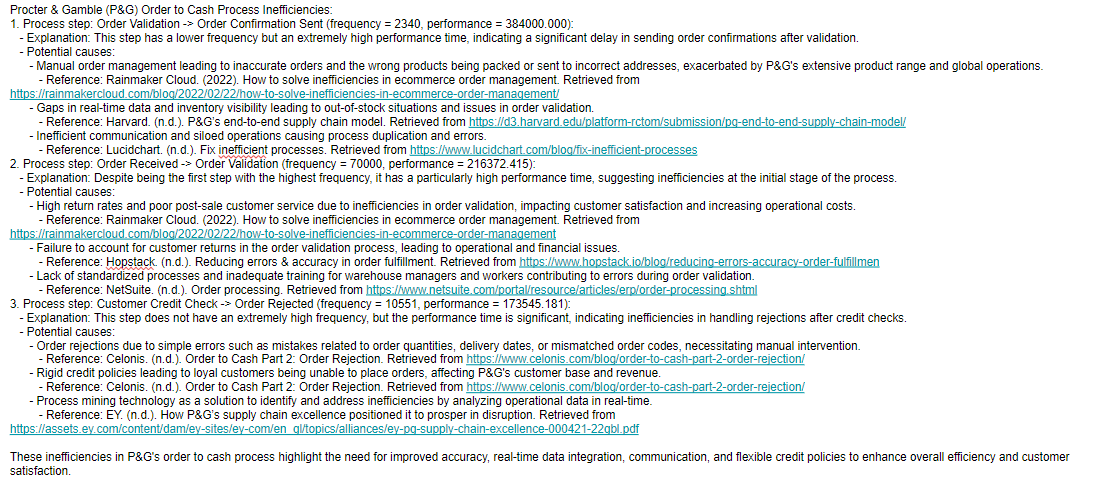 Procter & Gamble (P&G) Order to Cash Process Inefficiencies:
1. Process step: Order Validation -> Order Confirmation Sent (frequency = 2340, performance = 384000.000):
- Explanation: This step has a lower frequency but an extremely high performance time, indicating a significant delay in sending order confirmations after validation.
- Potential causes:
- Manual order management leading to inaccurate orders and the wrong products being packed or sent to incorrect addresses, exacerbated by P&G's extensive product range and global operations.
- Reference: Rainmaker Cloud. (2022). How to solve inefficiencies in ecommerce order management. Retrieved from
https://rainmakercloud.com/blog/2022/02/22/how-to-solve-inefficiencies-in-ecommerce-order-management/
- Gaps in real-time data and inventory visibility leading to out-of-stock situations and issues in order validation.
- Reference: Harvard. (n.d.). P&G's end-to-end supply chain model. Retrieved from https://d3.harvard.edu/platform-rctom/submission/pg-end-to-end-supply-chain-model/
- Inefficient communication and siloed operations causing process duplication and errors.
- Reference: Lucidchart. (n.d.). Fix inefficient processes. Retrieved from https://www.lucidchart.com/blog/fix-inefficient-processes
2. Process step: Order Received -> Order Validation (frequency = 70000, performance = 216372.415):
- Explanation: Despite being the first step with the highest frequency, it has a particularly high performance time, suggesting inefficiencies at the initial stage of the process.
- Potential causes:
- High return rates and poor post-sale customer service due to inefficiencies in order validation, impacting customer satisfaction and increasing operational costs.
- Reference: Rainmaker Cloud. (2022). How to solve inefficiencies in ecommerce order management. Retrieved from
https://rainmakercloud.com/blog/2022/02/22/how-to-solve-inefficiencies-in-ecommerce-order-management
- Failure to account for customer returns in the order validation process, leading to operational and financial issues.
- Reference: Hopstack. (n.d.). Reducing errors & accuracy in order fulfillment. Retrieved from https://www.hopstack.io/blog/reducing-errors-accuracy-order-fulfillmen
- Lack of standardized processes and inadequate training for warehouse managers and workers contributing to errors during order validation.
- Reference: NetSuite. (n.d.). Order processing. Retrieved from https://www.netsuite.com/portal/resource/articles/erp/order-processing.shtml
3. Process step: Customer Credit Check -> Order Rejected (frequency = 10551, performance = 173545.181):
- Explanation: This step does not have an extremely high frequency, but the performance time is significant, indicating inefficiencies in handling rejections after credit checks.
- Potential causes:
- Order rejections due to simple errors such as mistakes related to order quantities, delivery dates, or mismatched order codes, necessitating manual intervention.
- Reference: Celonis. (n.d.). Order to Cash Part 2: Order Rejection. Retrieved from https://www.celonis.com/blog/order-to-cash-part-2-order-rejection/
- Rigid credit policies leading to loyal customers being unable to place orders, affecting P&G's customer base and revenue.
- Reference: Celonis. (n.d.). Order to Cash Part 2: Order Rejection. Retrieved from https://www.celonis.com/blog/order-to-cash-part-2-order-rejection/
- Process mining technology as a solution to identify and address inefficiencies by analyzing operational data in real-time.
- Reference: EY. (n.d.). How P&G's supply chain excellence positioned it to prosper in disruption. Retrieved from
https://assets.ey.com/content/dam/ey-sites/ey-com/en_gl/topics/alliances/ey-pg-supply-chain-excellence-000421-22gbl.pdf
These inefficiencies in P&G's order to cash process highlight the need for improved accuracy, real-time data integration, communication, and flexible credit policies to enhance overall efficiency and customer
satisfaction.